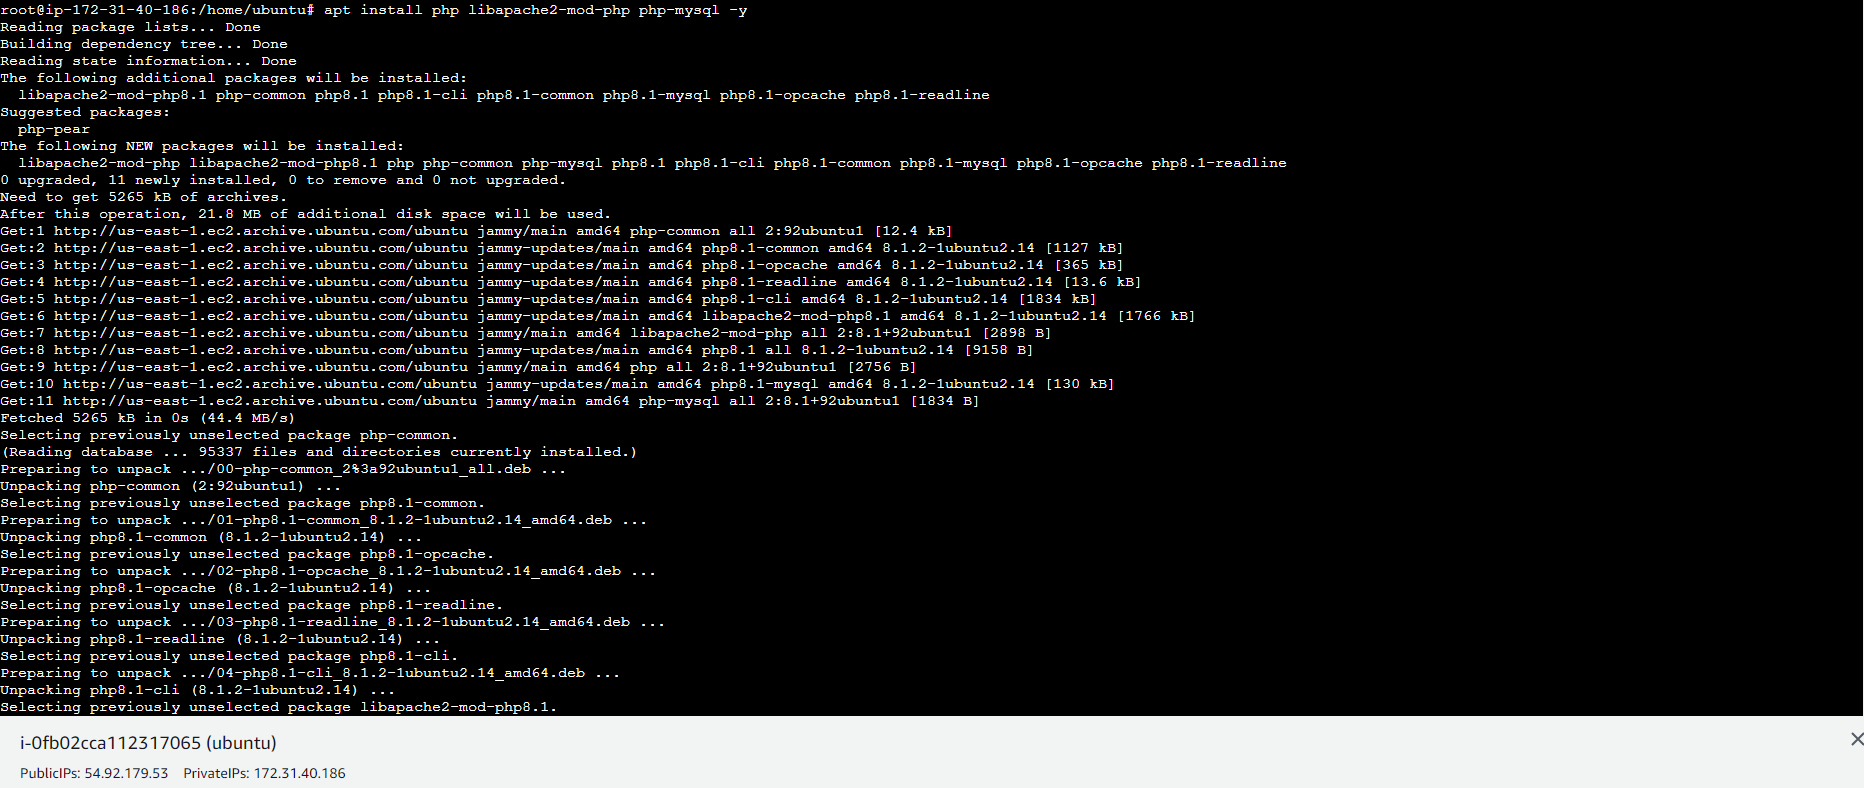 root@ip-172-31-40-186:/home/ubuntu# apt install php libapache2-mod-php php-mysql -y
Reading package lists... Done
Building dependency tree... Done
Reading state information... Done
The following additional packages will be installed:
  libapache2-mod-php8.1 php-common php8.1 php8.1-cli php8.1-common php8.1-mysql php8.1-opcache php8.1-readline
Suggested packages:
  php-pear
The following NEW packages will be installed:
  libapache2-mod-php libapache2-mod-php8.1 php php-common php-mysql php8.1 php8.1-cli php8.1-common php8.1-mysql php8.1-opcache php8.1-readline
0 upgraded, 11 newly installed, 0 to remove and 0 not upgraded.
Need to get 5265 kB of archives.
After this operation, 21.8 MB of additional disk space will be used.
Get:1 http://us-east-1.ec2.archive.ubuntu.com/ubuntu jammy/main amd64 php-common all 2:92ubuntu1 [12.4 kB]
Get:2 http://us-east-1.ec2.archive.ubuntu.com/ubuntu jammy-updates/main amd64 php8.1-common amd64 8.1.2-1ubuntu2.14 [1127 kB]
Get:3 http://us-east-1.ec2.archive.ubuntu.com/ubuntu jammy-updates/main amd64 php8.1-opcache amd64 8.1.2-1ubuntu2.14 [365 kB]
Get:4 http://us-east-1.ec2.archive.ubuntu.com/ubuntu jammy-updates/main amd64 php8.1-readline amd64 8.1.2-1ubuntu2.14 [13.6 kB]
Get:5 http://us-east-1.ec2.archive.ubuntu.com/ubuntu jammy-updates/main amd64 php8.1-cli amd64 8.1.2-1ubuntu2.14 [1834 kB]
Get:6 http://us-east-1.ec2.archive.ubuntu.com/ubuntu jammy-updates/main amd64 libapache2-mod-php8.1 amd64 8.1.2-1ubuntu2.14 [1766 kB]
Get:7 http://us-east-1.ec2.archive.ubuntu.com/ubuntu jammy/main amd64 libapache2-mod-php all 2:8.1+92ubuntu1 [2898 B]
Get:8 http://us-east-1.ec2.archive.ubuntu.com/ubuntu jammy-updates/main amd64 php8.1 all 8.1.2-1ubuntu2.14 [9158 B]
Get:9 http://us-east-1.ec2.archive.ubuntu.com/ubuntu jammy/main amd64 php all 2:8.1+92ubuntu1 [2756 B]
Get:10 http://us-east-1.ec2.archive.ubuntu.com/ubuntu jammy-updates/main amd64 php8.1-mysql amd64 8.1.2-1ubuntu2.14 [130 kB]
Get:11 http://us-east-1.ec2.archive.ubuntu.com/ubuntu jammy/main amd64 php-mysql all 2:8.1+92ubuntu1 [1834 B]
Fetched 5265 kB in 0s (44.4 MB/s)
Selecting previously unselected package php-common.
(Reading database ... 95337 files and directories currently installed.)
Preparing to unpack .../00-php-common_2%3a92ubuntu1_all.deb ...
Unpacking php-common (2:92ubuntu1) ...
Selecting previously unselected package php8.1-common.
Preparing to unpack .../01-php8.1-common_8.1.2-1ubuntu2.14_amd64.deb ...
Unpacking php8.1-common (8.1.2-1ubuntu2.14) ...
Selecting previously unselected package php8.1-opcache.
Preparing to unpack .../02-php8.1-opcache_8.1.2-1ubuntu2.14_amd64.deb ...
Unpacking php8.1-opcache (8.1.2-1ubuntu2.14) ...
Selecting previously unselected package php8.1-readline.
Preparing to unpack .../03-php8.1-readline_8.1.2-1ubuntu2.14_amd64.deb ...
Unpacking php8.1-readline (8.1.2-1ubuntu2.14) ...
Selecting previously unselected package php8.1-cli.
Preparing to unpack .../04-php8.1-cli_8.1.2-1ubuntu2.14_amd64.deb ...
Unpacking php8.1-cli (8.1.2-1ubuntu2.14) ...
Selecting previously unselected package libapache2-mod-php8.1.
i-0fb02cca112317065 (ubuntu)
PublicIPs: 54.92.179.53 PrivateIPs: 172.31.40.186